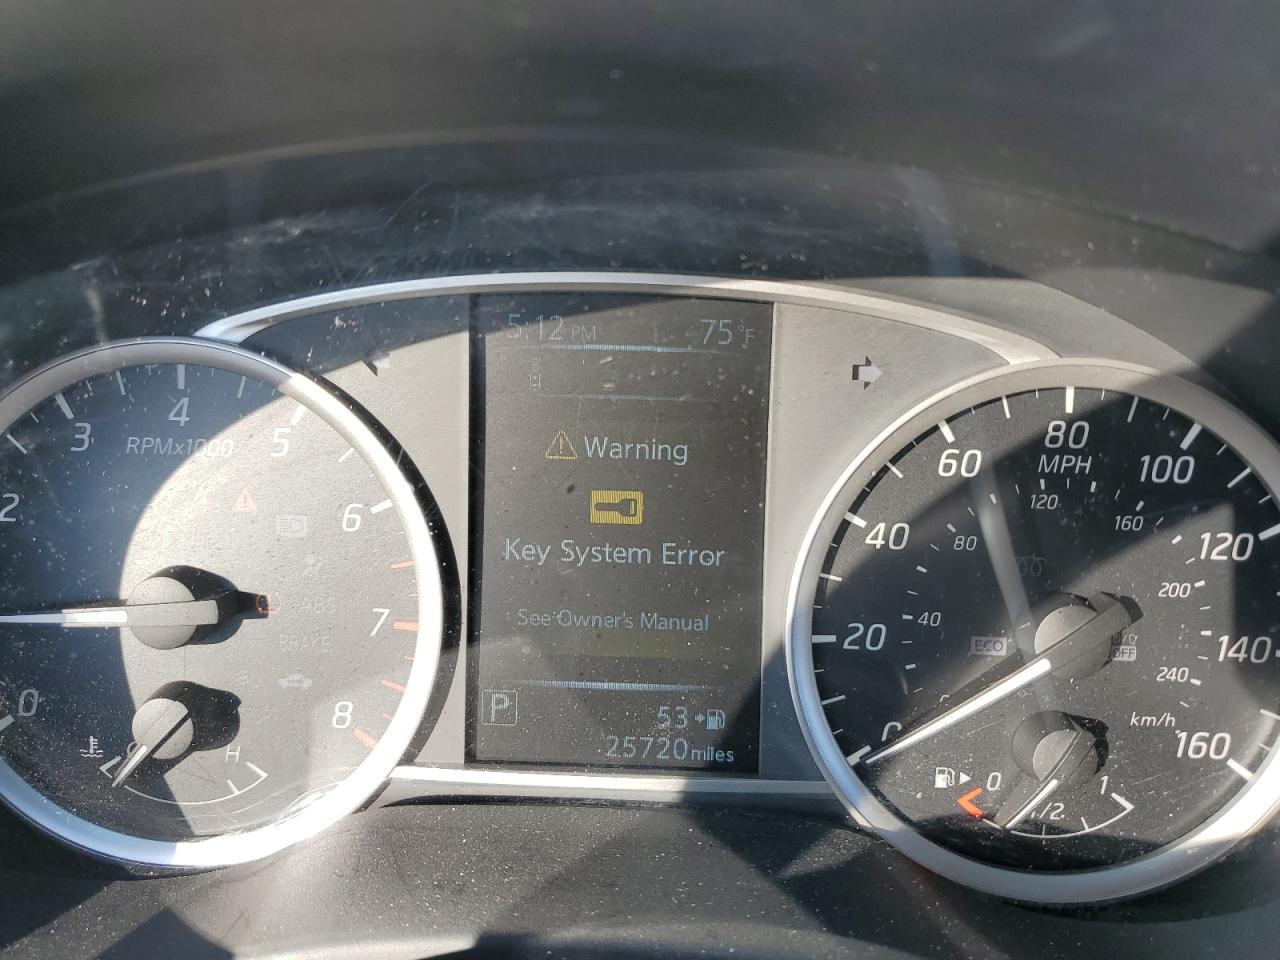 5:12 PM 75°F
Warning
Key System Error
See Owner's Manual
P
53
25720 miles
0 2 3 4 5 6 7 8
RPMx1000
ABS
BRAKE
H
0 20 40 60 80 100 120 140 160
MPH
40 80 120 160 200 240
km/h
ECO
OFF
0 1/2 1